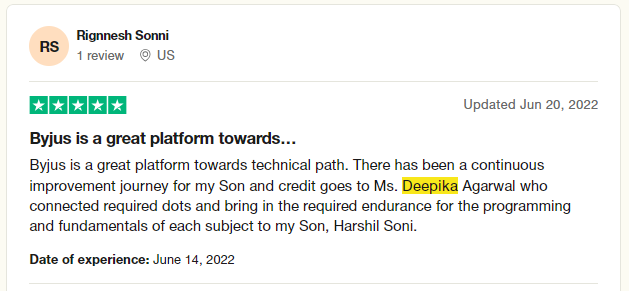 RS
Rignnesh Sonni
1 review US
Updated Jun 20, 2022
Byjus is a great platform towards…
Byjus is a great platform towards technical path. There has been a continuous
improvement journey for my Son and credit goes to Ms. Deepika Agarwal who
connected required dots and bring in the required endurance for the programming
and fundamentals of each subject to my Son, Harshil Soni.
Date of experience: June 14, 2022